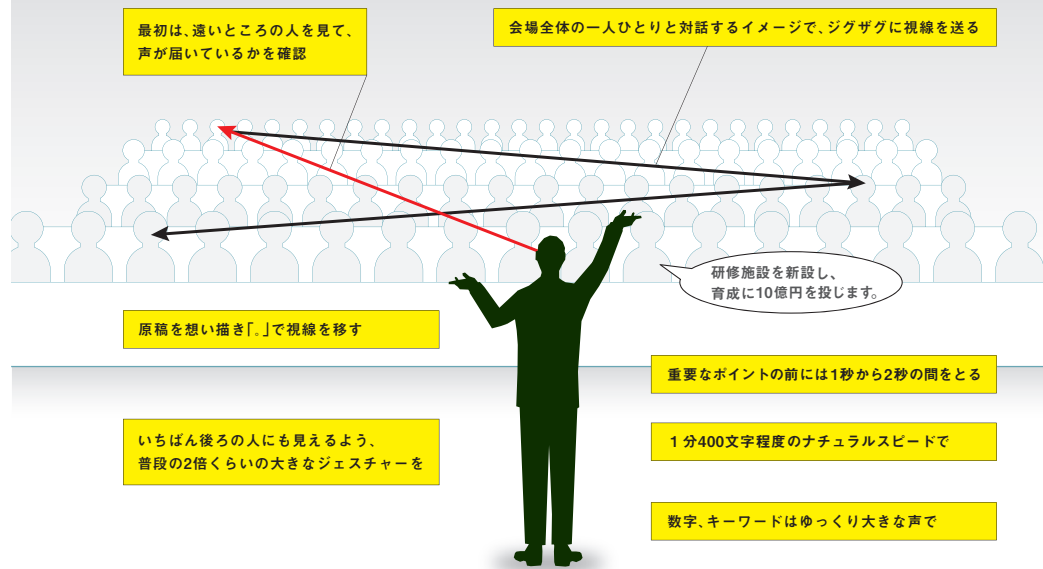 最初は、遠いところの人を見て、
声が届いているかを確認
会場全体の一人ひとりと対話するイメージで、ジグザグに視線を送る
研修施設を新設し、
育成に10億円を投じます。
原稿を想い描き「。」で視線を移す
重要なポイントの前には1秒から2秒の間をとる
いちばん後ろの人にも見えるよう、
普段の2倍くらいの大きなジェスチャーを
1分400文字程度のナチュラルスピードで
数字、キーワードはゆっくり大きな声で